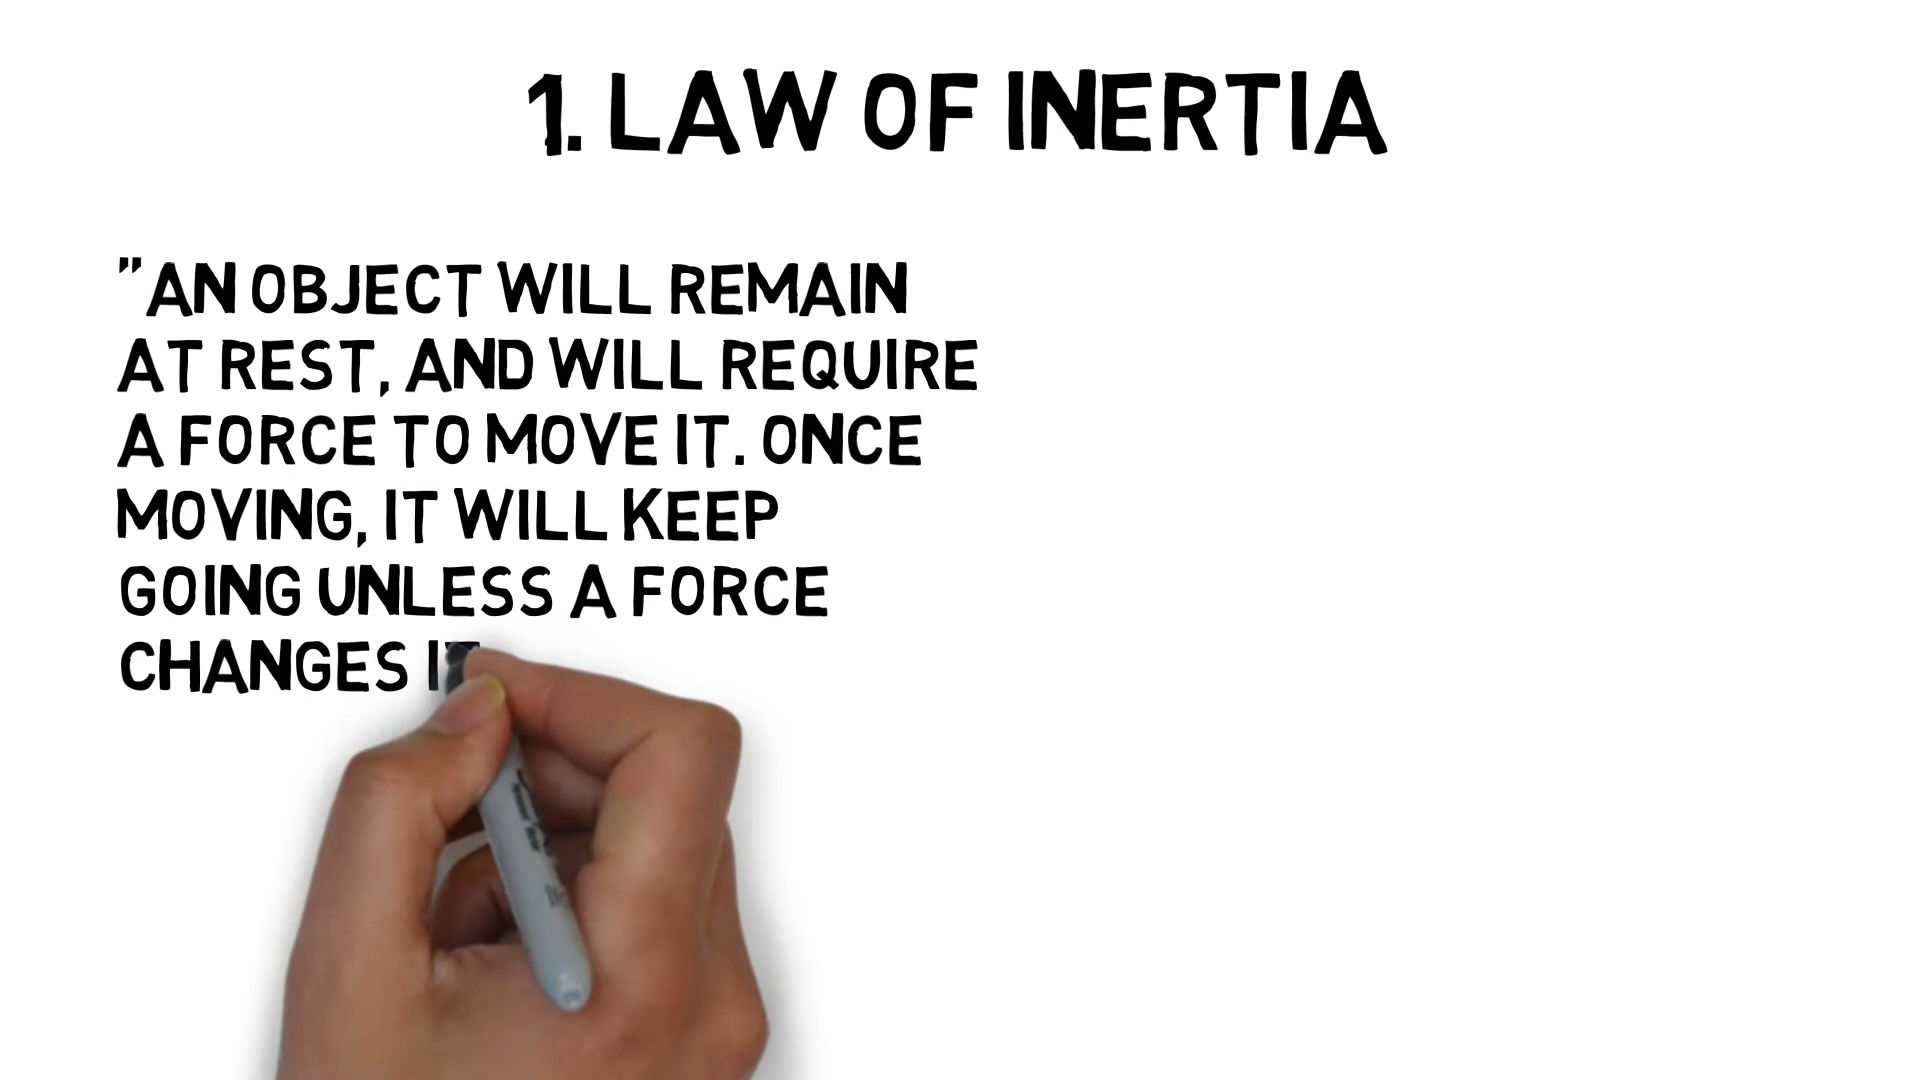 1. LAW OF INERTIA
"AN OBJECT WILL REMAIN
AT REST, AND WILL REQUIRE
A FORCE TO MOVE IT. ONCE
MOVING, IT WILL KEEP
GOING UNLESS A FORCE
CHANGES IT